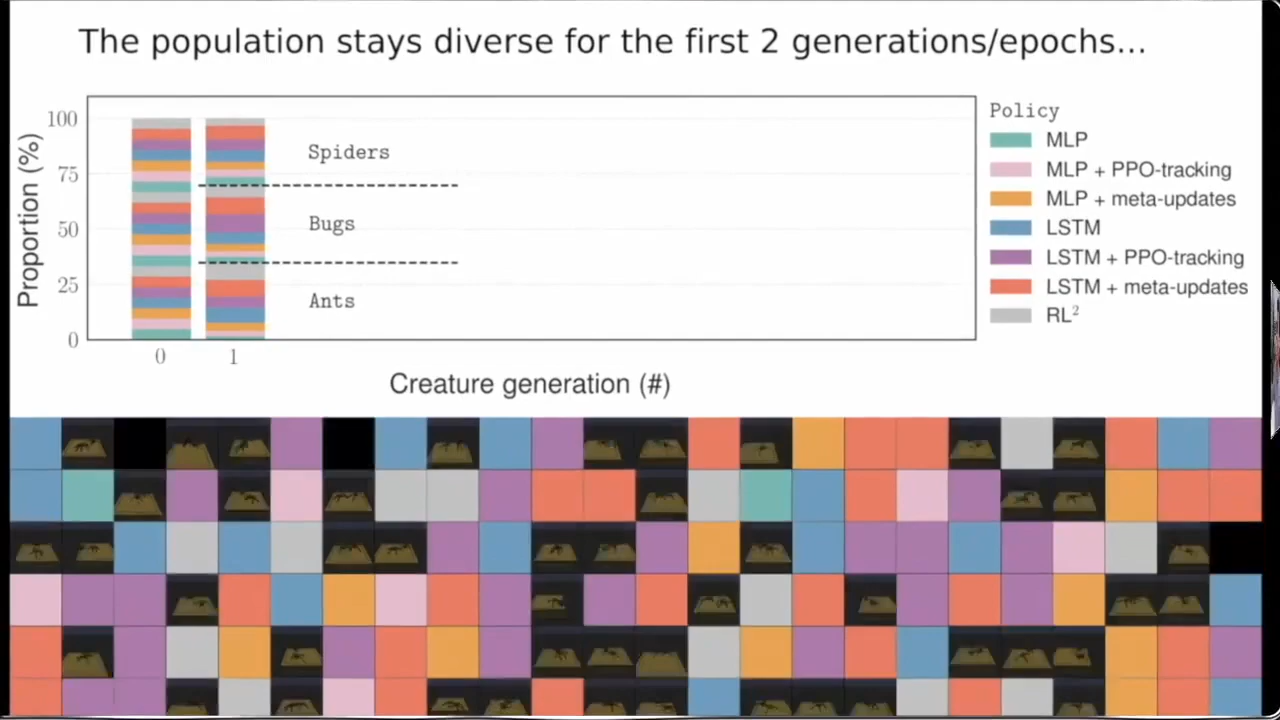 The population stays diverse for the first 2 generations/epochs...
Proportion (%)
100
75
50
25
0
Spiders
Bugs
Ants
0 1
Creature generation (#)
Policy
MLP
MLP + PPO-tracking
MLP + meta-updates
LSTM
LSTM + PPO-tracking
LSTM + meta-updates
RL²